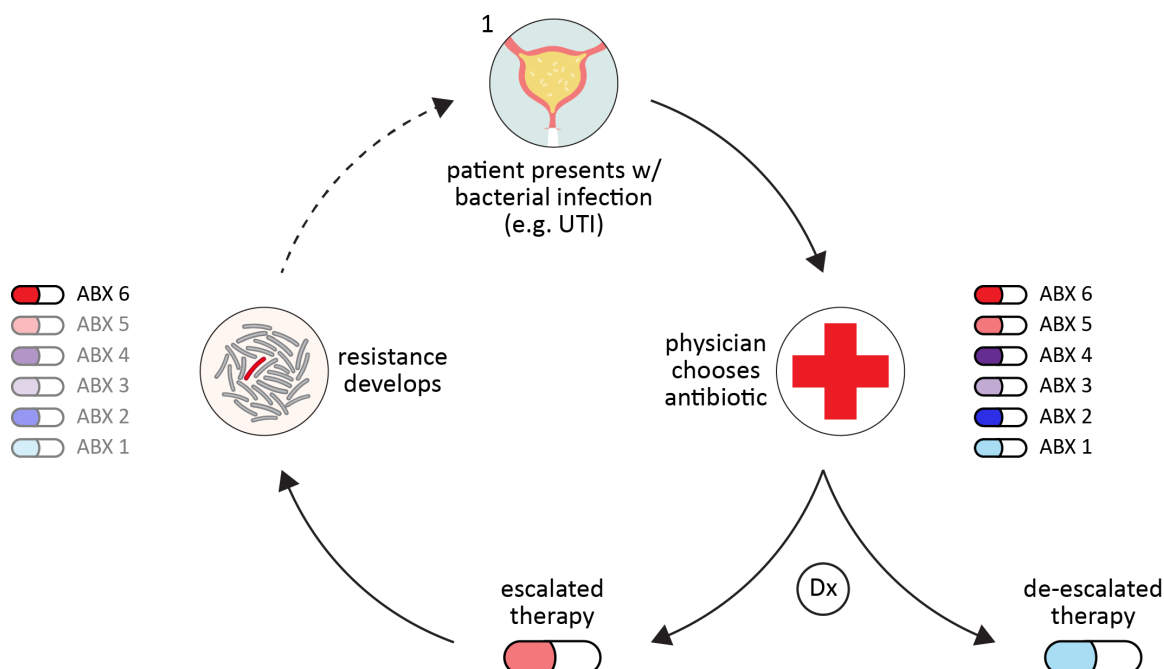 1
patient presents w/
bacterial infection
(e.g. UTI)
ABX 6
ABX 5
ABX 4
ABX 3
ABX 2
ABX 1
resistance
develops
physician
chooses
antibiotic
ABX 6
ABX 5
ABX 4
ABX 3
ABX 2
ABX 1
escalated
therapy
Dx
de-escalated
therapy